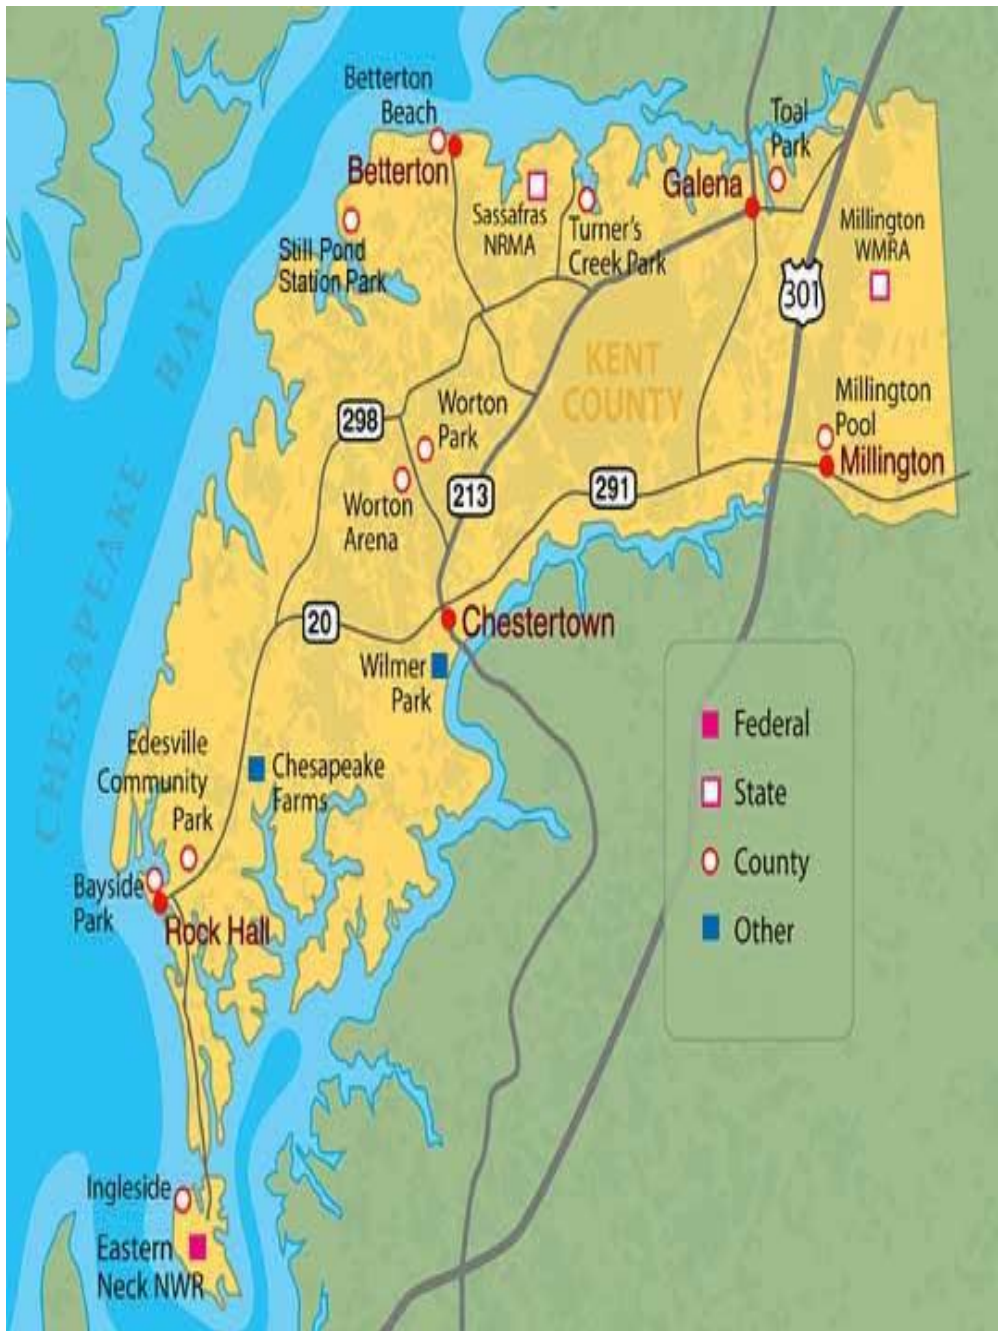 Betterton
Beach
Betterton
Toal
Park
Galena
Sassafras
NRMA
Turner's
Creek Park
Millington
WMRA
Still Pond
Station Park
301
KENT
COUNTY
CHESAPEAKE BAY
298
Worton
Park
Millington
Pool
Millington
213
291
Worton
Arena
20
Chestertown
Wilmer
Park
Edesville
Community
Park
Chesapeake
Farms
Bayside
Park
Rock Hall
Ingleside
Eastern
Neck NWR
Federal
State
County
Other